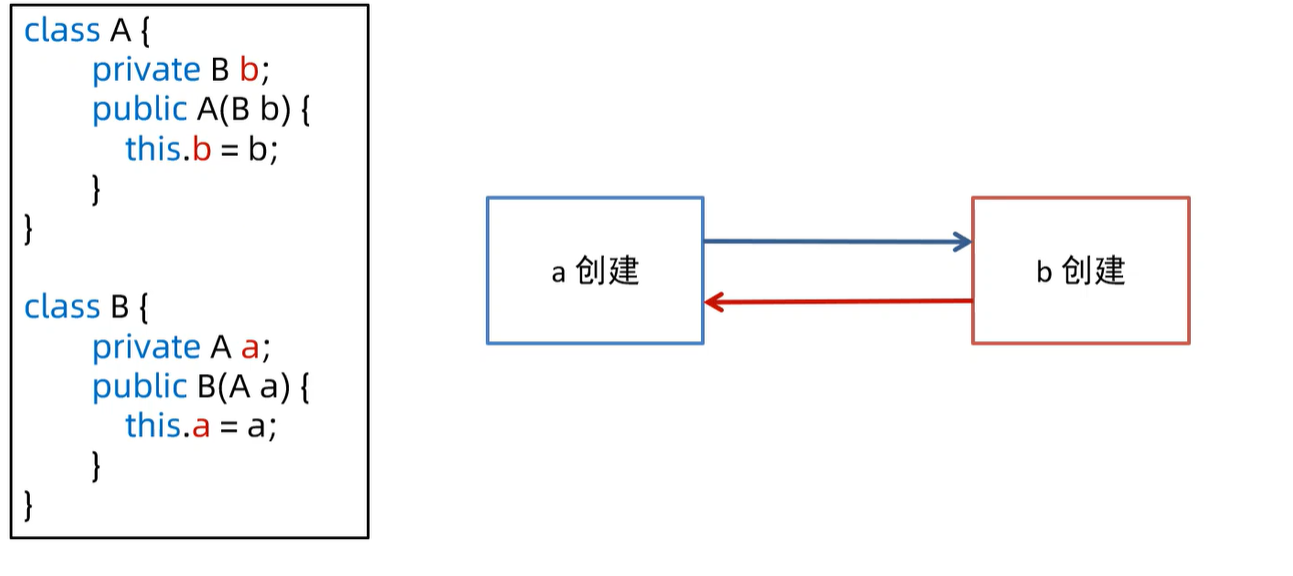 class A {
private B b;
public A(B b) {
this.b = b;
}
}
class B {
private A a;
public B(A a) {
this.a = a;
}
}
a 创建
b 创建